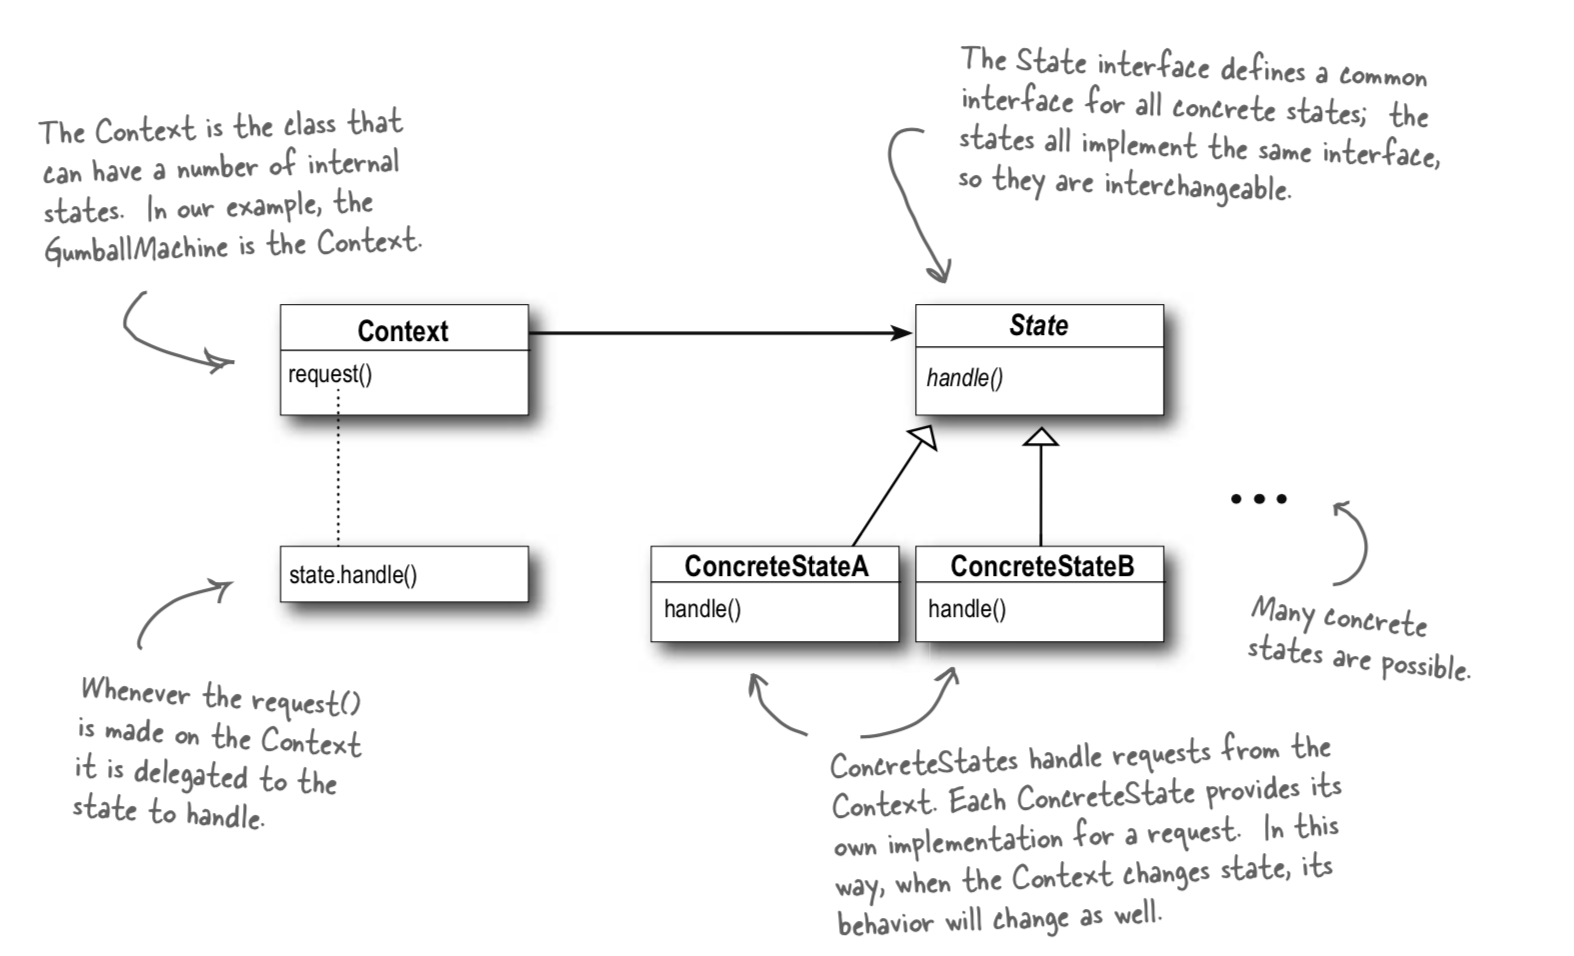 The State interface defines a common
interface for all concrete states; the
states all implement the same interface,
so they are interchangeable.
The Context is the class that
can have a number of internal
states. In our example, the
GumballMachine is the Context.
Context
request()
State
handle()
state.handle()
ConcreteStateA
handle()
ConcreteStateB
handle()
...
Many concrete
states are possible.
Whenever the request()
is made on the Context
it is delegated to the
state to handle.
ConcreteStates handle requests from the
Context. Each ConcreteState provides its
own implementation for a request. In this
way, when the Context changes state, its
behavior will change as well.